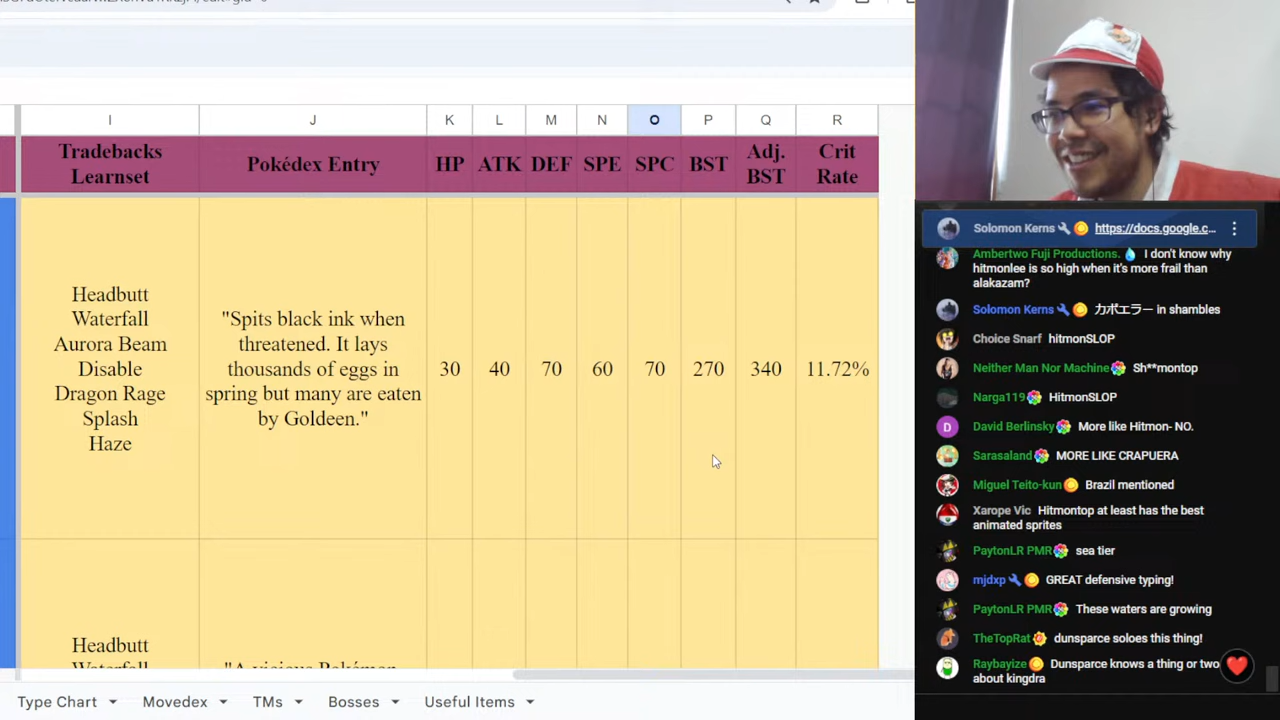 I J K L M N O P Q R
Tradebacks Learnset Pokédex Entry HP ATK DEF SPE SPC BST Adj. BST Crit Rate
Headbutt
Waterfall
Aurora Beam
Disable
Dragon Rage
Splash
Haze
"Spits black ink when
threatened. It lays
thousands of eggs in
spring but many are eaten
by Goldeen."
30 40 70 60 70 270 340 11.72%
Headbutt
Waterfall
"A vicious Pokémon
Type Chart Movedex TMs Bosses Useful Items
Solomon Kerns https://docs.google.c...
Ambertwo Fuji Productions. I don't know why
hitmonlee is so high when it's more frail than
alakazam?
Solomon Kerns カポエラー in shambles
Choice Snarf hitmonSLOP
Neither Man Nor Machine Sh**montop
Narga119 HitmonSLOP
D David Berlinsky More like Hitmon- NO.
Sarasaland MORE LIKE CRAPUERA
Miguel Teito-kun Brazil mentioned
Xarope Vic Hitmontop at least has the best
animated sprites
PaytonLR PMR sea tier
mjdxp GREAT defensive typing!
PaytonLR PMR These waters are growing
TheTopRat dunsparce soloes this thing!
Raybayize Dunsparce knows a thing or two
about kingdra